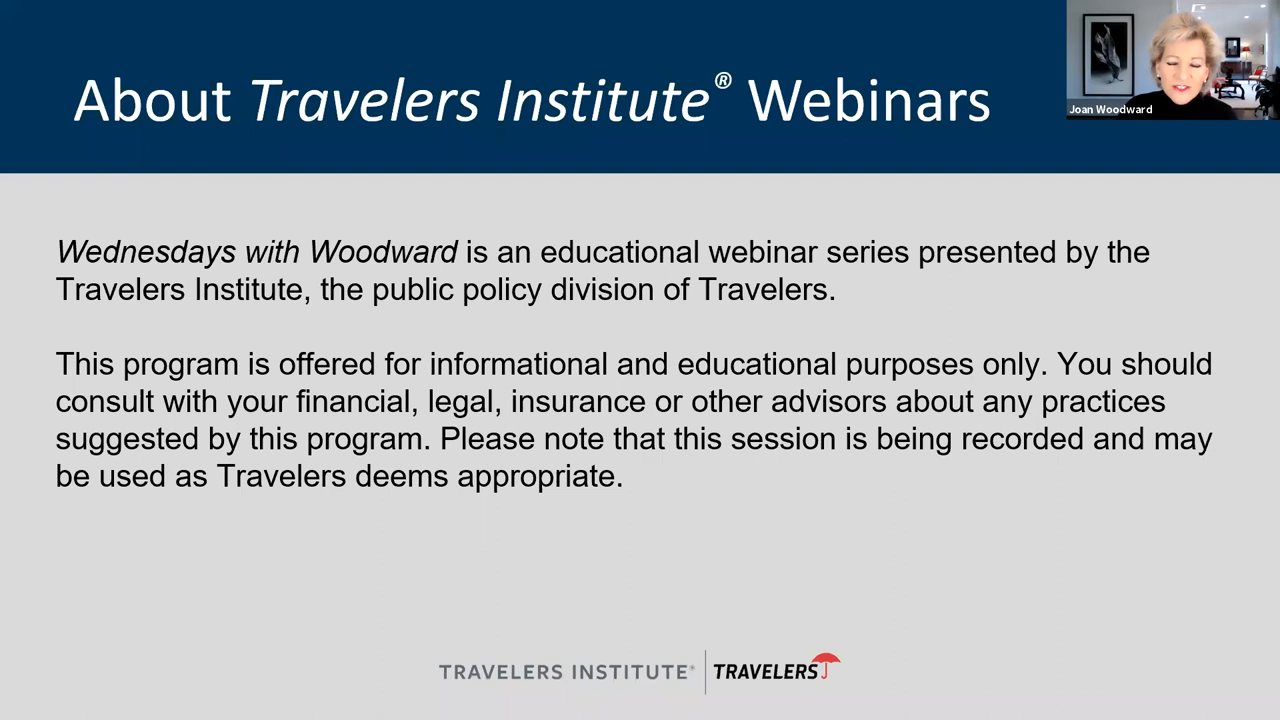 About Travelers Institute® Webinars
Joan Woodward
Wednesdays with Woodward is an educational webinar series presented by the
Travelers Institute, the public policy division of Travelers.
This program is offered for informational and educational purposes only. You should
consult with your financial, legal, insurance or other advisors about any practices
suggested by this program. Please note that this session is being recorded and may
be used as Travelers deems appropriate.
TRAVELERS INSTITUTE® | TRAVELERS